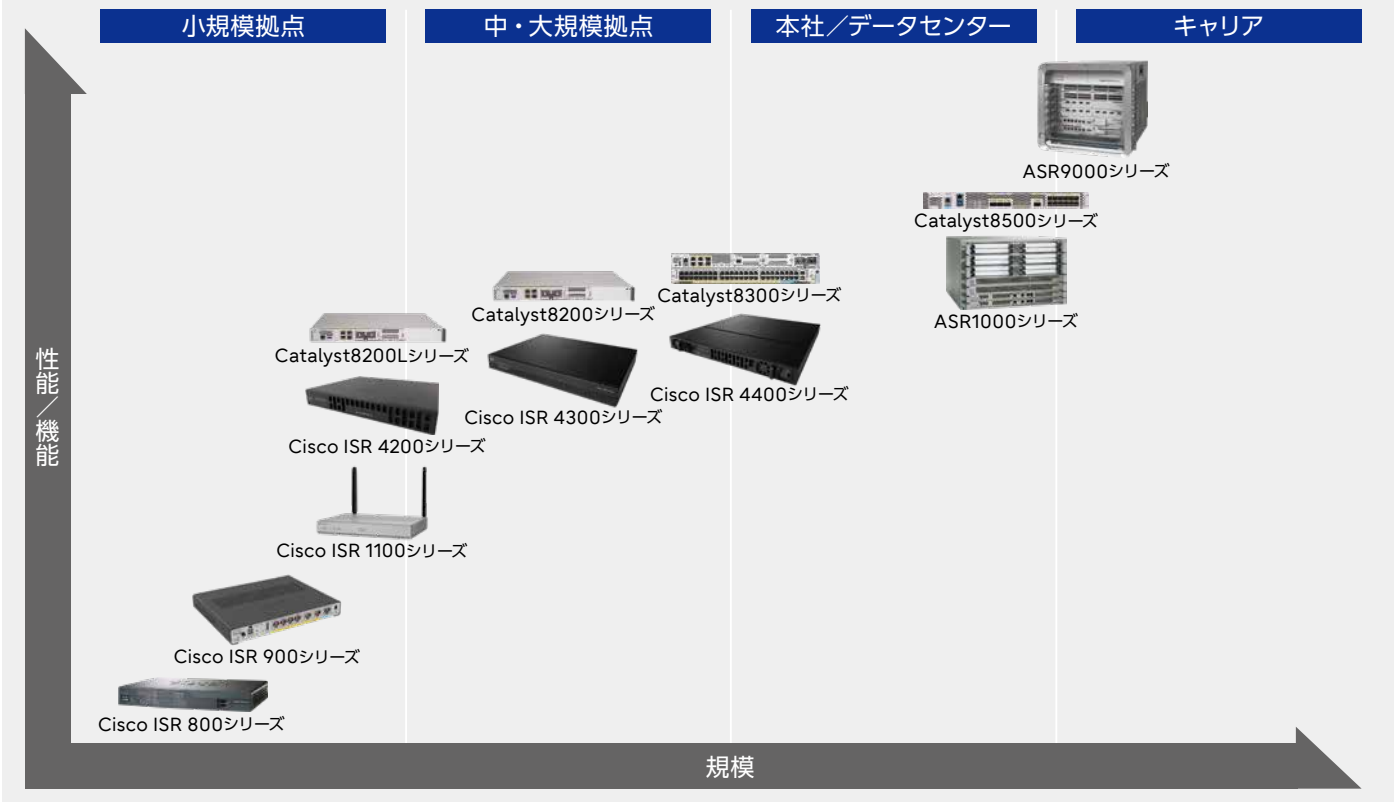 小規模拠点
中・大規模拠点
本社／データセンター
キャリア
ASR9000シリーズ
Catalyst8500シリーズ
ASR1000シリーズ
Catalyst8300シリーズ
Catalyst8200シリーズ
Catalyst8200Lシリーズ
Cisco ISR 4400シリーズ
Cisco ISR 4300シリーズ
Cisco ISR 4200シリーズ
Cisco ISR 1100シリーズ
Cisco ISR 900シリーズ
Cisco ISR 800シリーズ
性能／機能
規模